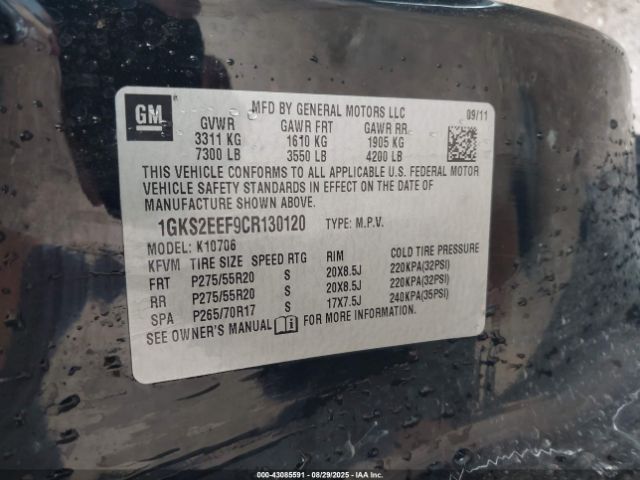 GM
MFD BY GENERAL MOTORS LLC 09/11
GVWR GAWR FRT GAWR RR
3311 KG 1610 KG 1905 KG
7300 LB 3550 LB 4200 LB
THIS VEHICLE CONFORMS TO ALL APPLICABLE U.S. FEDERAL MOTOR
VEHICLE SAFETY STANDARDS IN EFFECT ON THE DATE OF
MANUFACTURE SHOWN ABOVE.
1GKS2EEF9CR130120 TYPE: M.P.V.
MODEL: K10706
KFVM TIRE SIZE SPEED RTG RIM COLD TIRE PRESSURE
FRT P275/55R20 S 20X8.5J 220KPA(32PSI)
RR P275/55R20 S 20X8.5J 220KPA(32PSI)
SPA P265/70R17 S 17X7.5J 240KPA(35PSI)
SEE OWNER'S MANUAL FOR MORE INFORMATION.
000-43085591 - 08/29/2025 - IAAI.COM